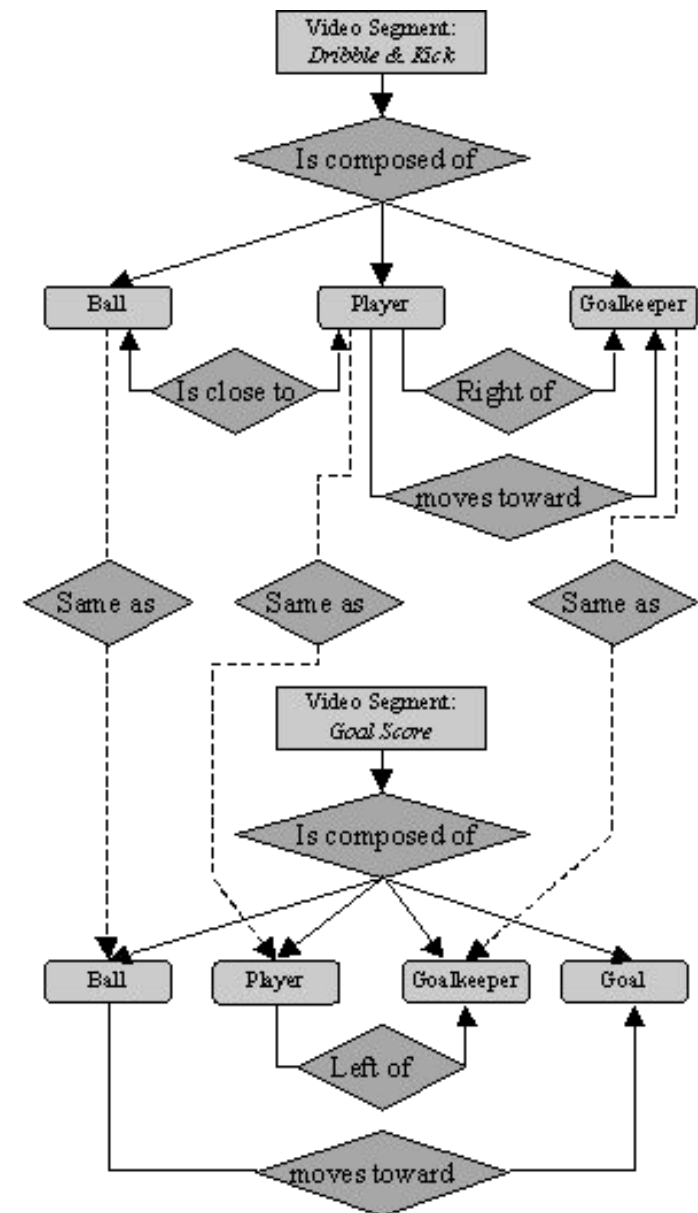 Video Segment:
Dribble & Kick
Is composed of
Ball
Player
Goalkeeper
Is close to
Right of
moves toward
Same as
Same as
Same as
Video Segment:
Goal Score
Is composed of
Ball
Player
Goalkeeper
Goal
Left of
moves toward